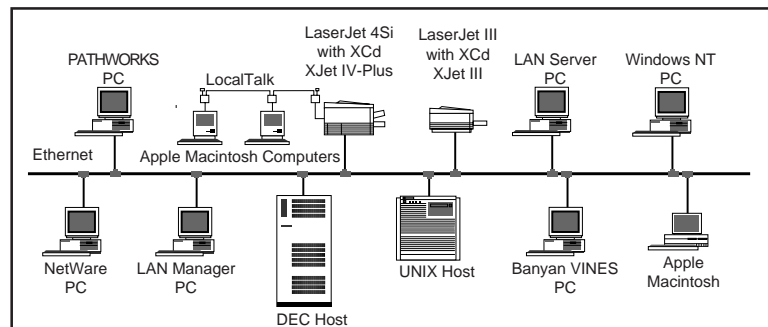 PATHWORKS
PC
LocalTalk
LaserJet 4Si
with XCd
XJet IV-Plus
LaserJet III
with XCd
XJet III
LAN Server
PC
Windows NT
PC
Ethernet
Apple Macintosh Computers
NetWare
PC
LAN Manager
PC
DEC Host
UNIX Host
Banyan VINES
PC
Apple
Macintosh